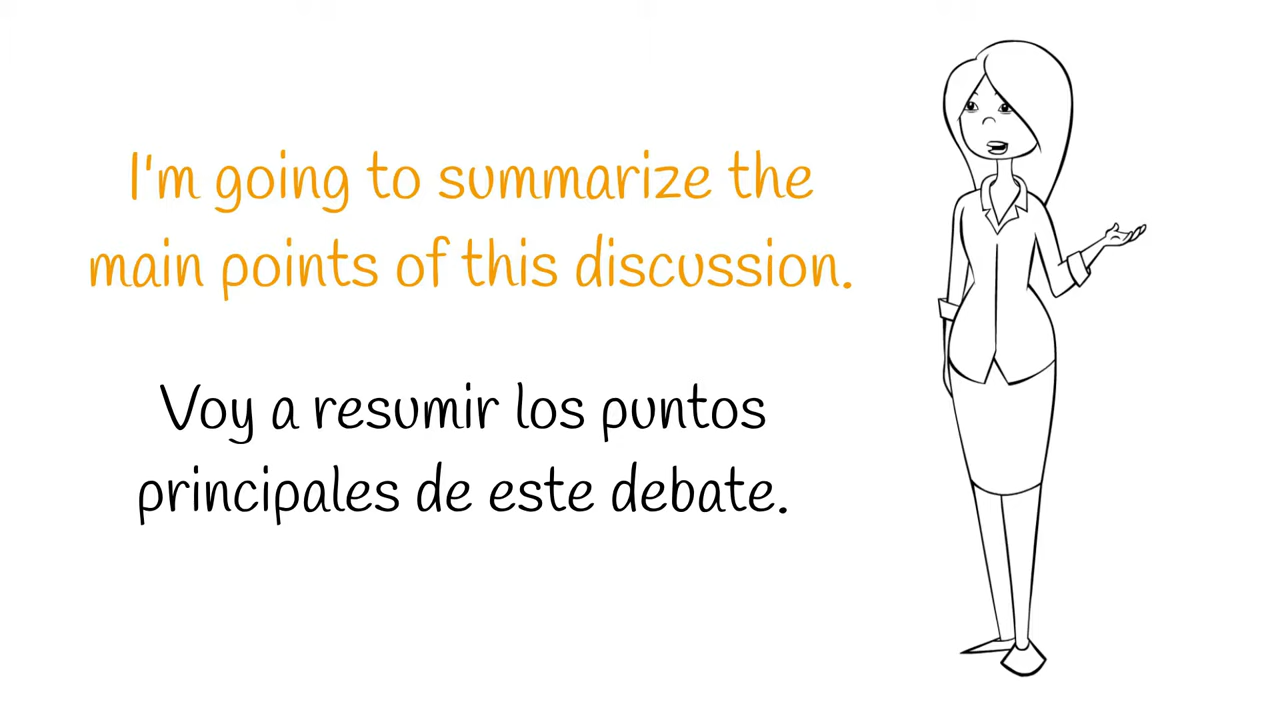 I'm going to summarize the
main points of this discussion.
Voy a resumir los puntos
principales de este debate.